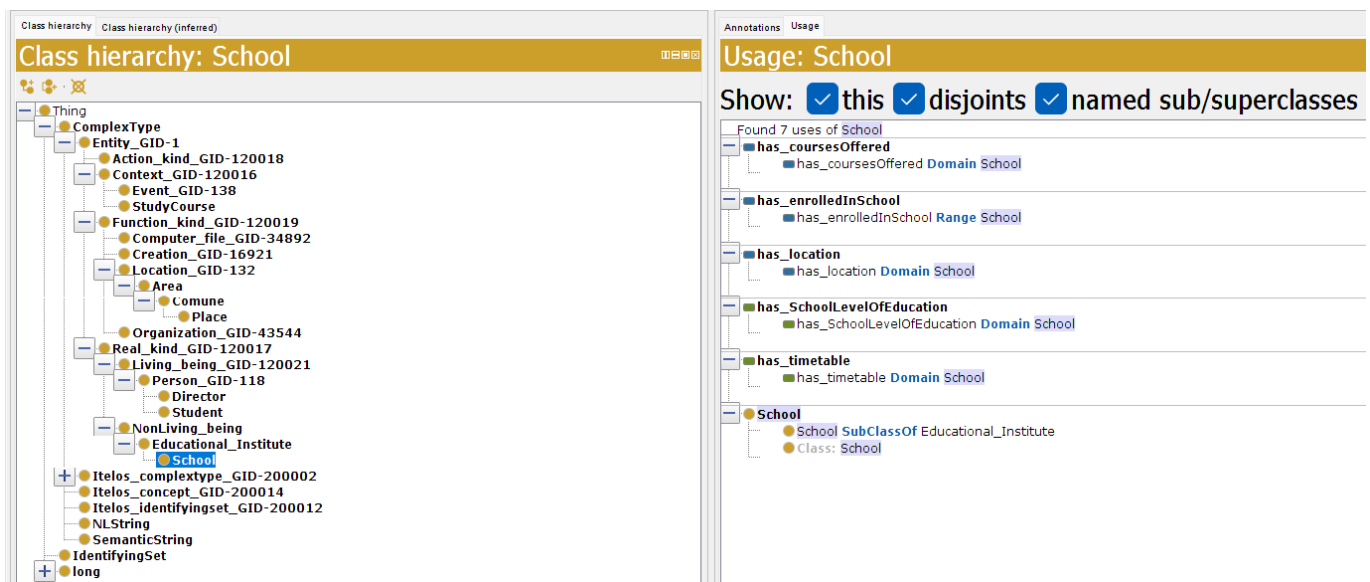 Class hierarchy Class hierarchy (inferred)
Class hierarchy: School
Thing
ComplexType
Entity_GID-1
Action_kind_GID-120018
Context_GID-120016
Event_GID-138
StudyCourse
Function_kind_GID-120019
Computer_file_GID-34892
Creation_GID-16921
Location_GID-132
Area
Comune
Place
Organization_GID-43544
Real_kind_GID-120017
Living_being_GID-120021
Person_GID-118
Director
Student
NonLiving_being
Educational_Institute
School
Itelos_complextype_GID-200002
Itelos_concept_GID-200014
Itelos_identifyingset_GID-200012
NLString
SemanticString
IdentifyingSet
long
Annotations Usage
Usage: School
Show: this disjoints named sub/superclasses
Found 7 uses of School
has_coursesOffered
has_coursesOffered Domain School
has_enrolledInSchool
has_enrolledInSchool Range School
has_location
has_location Domain School
has_SchoolLevelOfEducation
has_SchoolLevelOfEducation Domain School
has_timetable
has_timetable Domain School
School
School SubClassOf Educational_Institute
Class: School